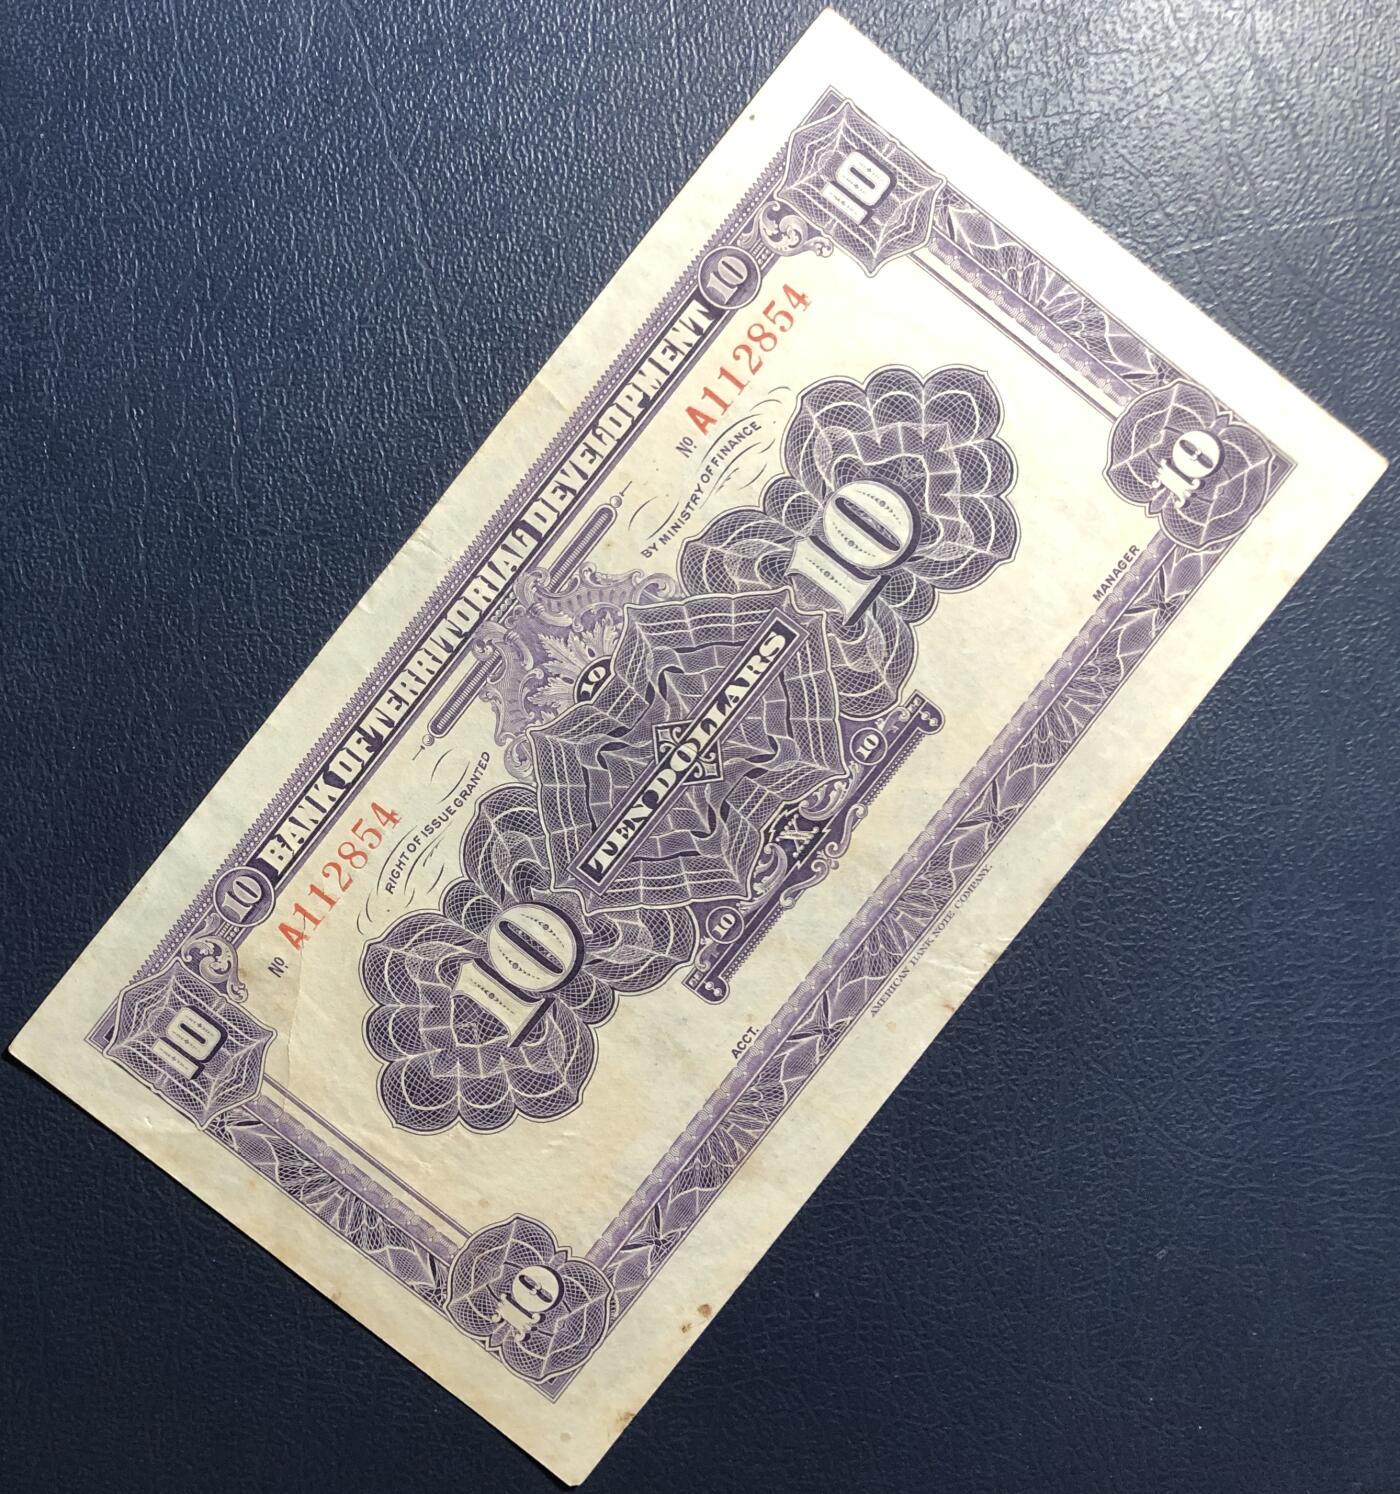 10 10
10 BANK OF TERRITORIAL DEVELOPMENT 10
Nº A112854 Nº A112854
RIGHT OF ISSUE GRANTED BY MINISTRY OF FINANCE
10
10 10
TEN DOLLARS
10 X 10
ACCT. MANAGER
10 10
AMERICAN BANK NOTE COMPANY.